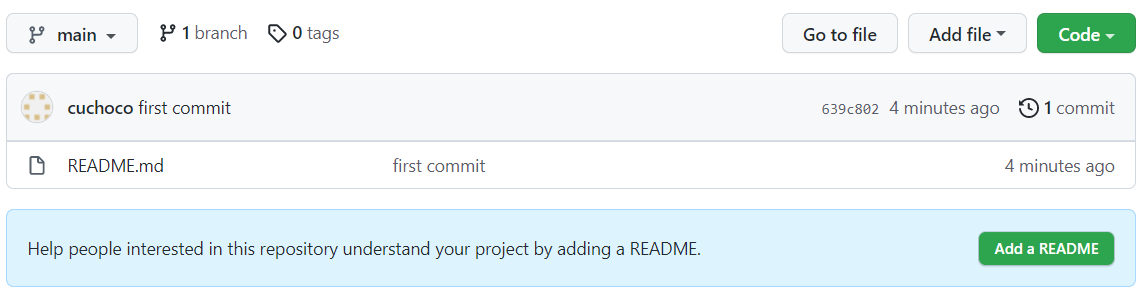 main 1 branch 0 tags Go to file Add file Code
cuchoco first commit 639c802 4 minutes ago 1 commit
README.md first commit 4 minutes ago
Help people interested in this repository understand your project by adding a README. Add a README